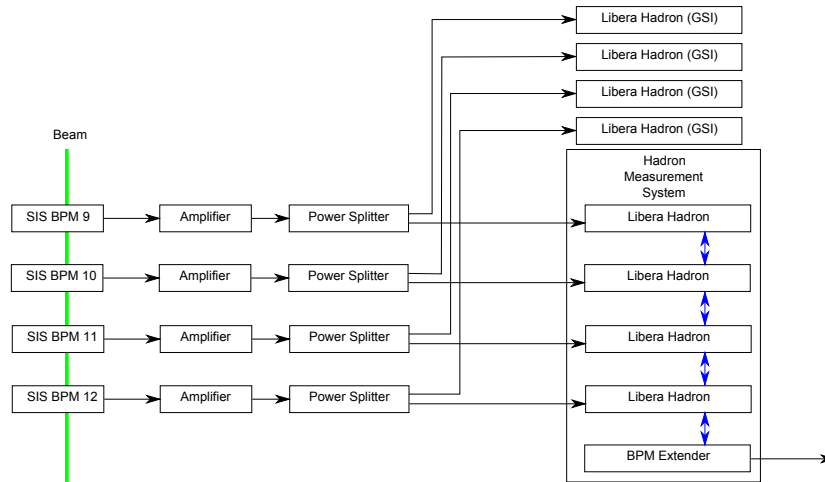 Libera Hadron (GSI)
Libera Hadron (GSI)
Libera Hadron (GSI)
Libera Hadron (GSI)
Beam
Hadron
Measurement
System
SIS BPM 9
Amplifier
Power Splitter
Libera Hadron
SIS BPM 10
Amplifier
Power Splitter
Libera Hadron
SIS BPM 11
Amplifier
Power Splitter
Libera Hadron
SIS BPM 12
Amplifier
Power Splitter
Libera Hadron
BPM Extender